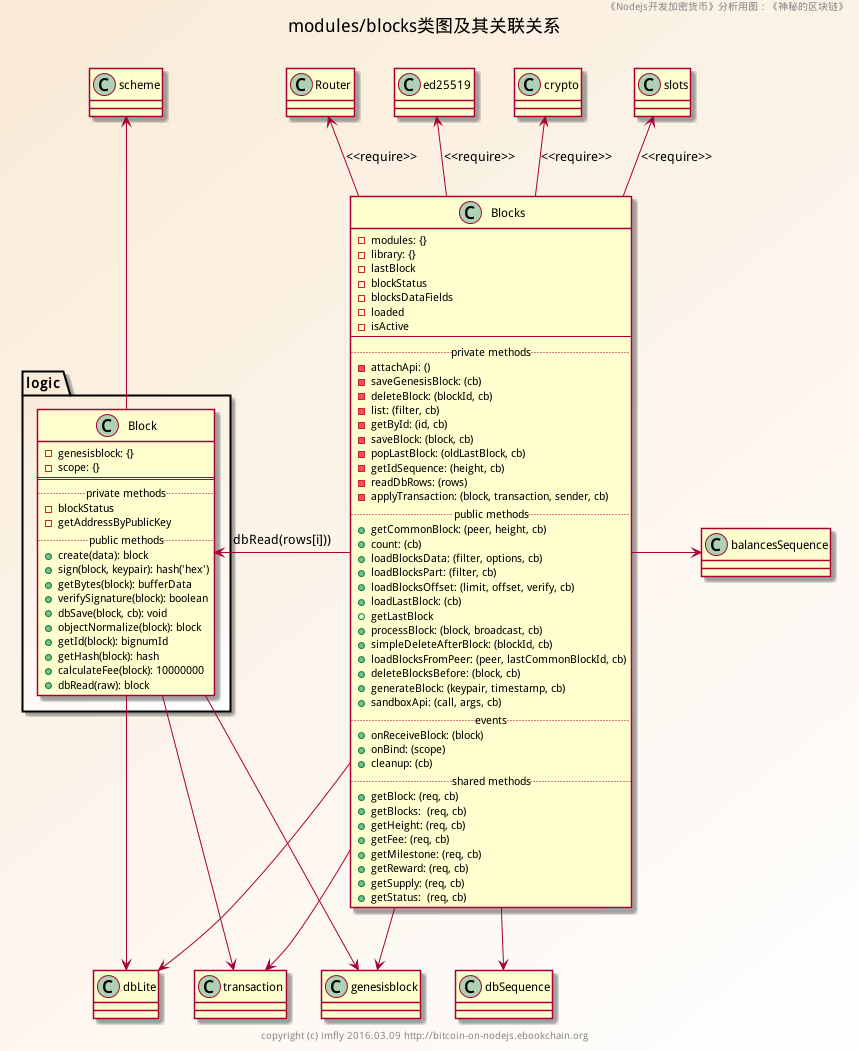 《Nodejs开发加密货币》分析用图：《神秘的区块链》
modules/blocks类图及其关联关系
C scheme
C Router
C ed25519
C crypto
C slots
<<require>>
<<require>>
<<require>>
<<require>>
C Blocks
modules: {}
library: {}
lastBlock
blockStatus
blocksDataFields
loaded
isActive
private methods
attachApi: ()
saveGenesisBlock: (cb)
deleteBlock: (blockId, cb)
list: (filter, cb)
getById: (id, cb)
saveBlock: (block, cb)
popLastBlock: (oldLastBlock, cb)
getIdSequence: (height, cb)
readDbRows: (rows)
applyTransaction: (block, transaction, sender, cb)
public methods
getCommonBlock: (peer, height, cb)
count: (cb)
loadBlocksData: (filter, options, cb)
loadBlocksPart: (filter, cb)
loadBlocksOffset: (limit, offset, verify, cb)
loadLastBlock: (cb)
getLastBlock
processBlock: (block, broadcast, cb)
simpleDeleteAfterBlock: (blockId, cb)
loadBlocksFromPeer: (peer, lastCommonBlockId, cb)
deleteBlocksBefore: (block, cb)
generateBlock: (keypair, timestamp, cb)
sandboxApi: (call, args, cb)
events
onReceiveBlock: (block)
onBind: (scope)
cleanup: (cb)
shared methods
getBlock: (req, cb)
getBlocks:  (req, cb)
getHeight: (req, cb)
getFee: (req, cb)
getMilestone: (req, cb)
getReward: (req, cb)
getSupply: (req, cb)
getStatus:  (req, cb)
logic
C Block
genesisblock: {}
scope: {}
private methods
blockStatus
getAddressByPublicKey
public methods
create(data): block
sign(block, keypair): hash('hex')
getBytes(block): bufferData
verifySignature(block): boolean
dbSave(block, cb): void
objectNormalize(block): block
getId(block): bignumId
getHash(block): hash
calculateFee(block): 10000000
dbRead(raw): block
dbRead(rows[i]))
C balancesSequence
C dbLite
C transaction
C genesisblock
C dbSequence
copyright (c) imfly 2016.03.09 http://bitcoin-on-nodejs.ebookchain.org